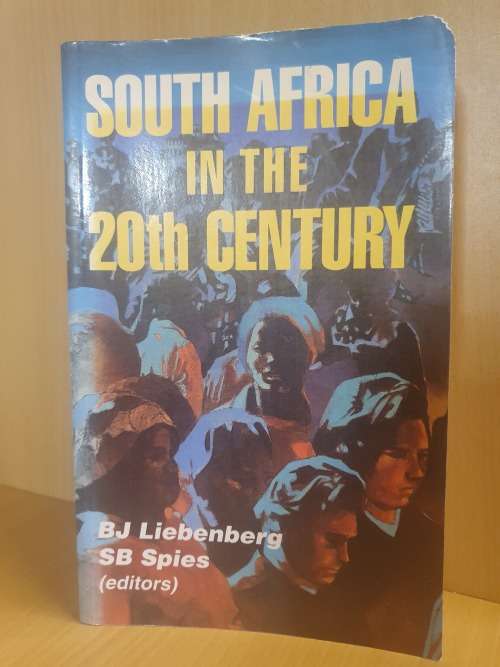 SOUTH AFRICA
IN THE
20th CENTURY
BJ Liebenberg
SB Spies
(editors)